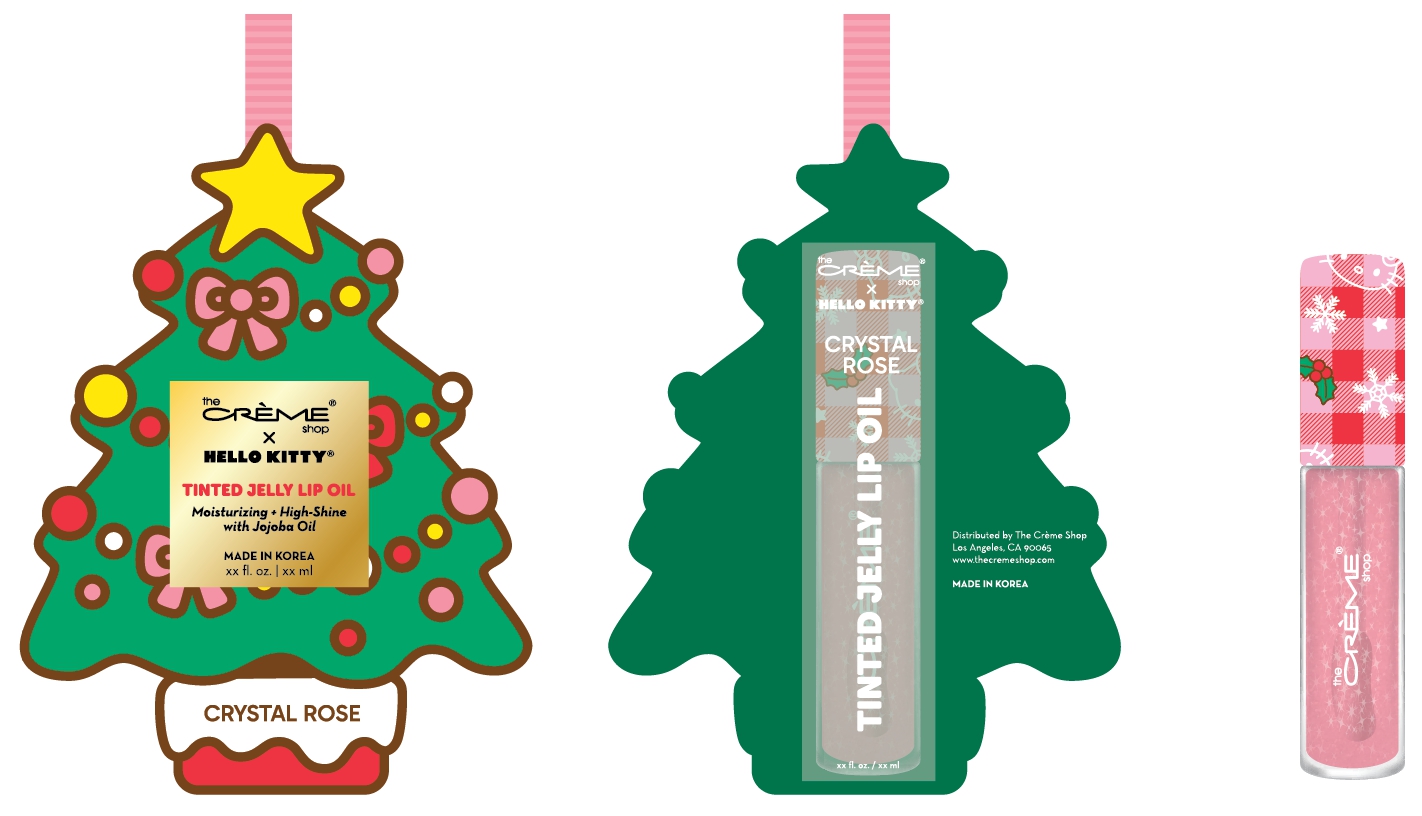 the
CRÈME®
shop
×
HELLO KITTY®
TINTED JELLY LIP OIL
Moisturizing + High-Shine
with Jojoba Oil
MADE IN KOREA
xx fl. oz. | xx ml
CRYSTAL ROSE
the
CRÈME®
shop
×
HELLO KITTY®
CRYSTAL
ROSE
TINTED JELLY LIP OIL
xx fl. oz. / xx ml
Distributed by The Crème Shop
Los Angeles, CA 90065
www.thecremeshop.com
MADE IN KOREA
the
CRÈME®
shop